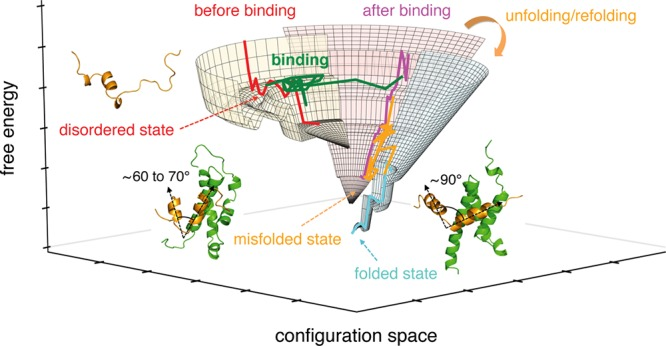 before binding
after binding
unfolding/refolding
binding
free energy
disordered state
~60 to 70°
~90°
misfolded state
folded state
configuration space